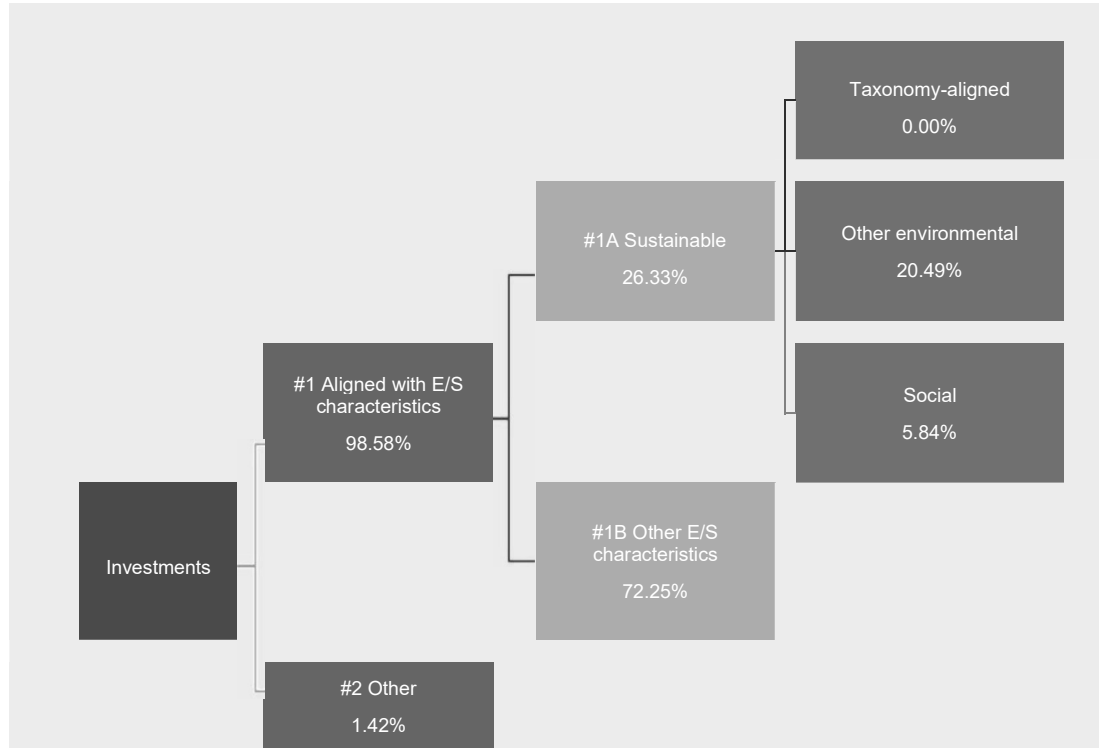 Taxonomy-aligned
0.00%
#1A Sustainable
26.33%
Other environmental
20.49%
#1 Aligned with E/S
characteristics
98.58%
Social
5.84%
Investments
#1B Other E/S
characteristics
72.25%
#2 Other
1.42%